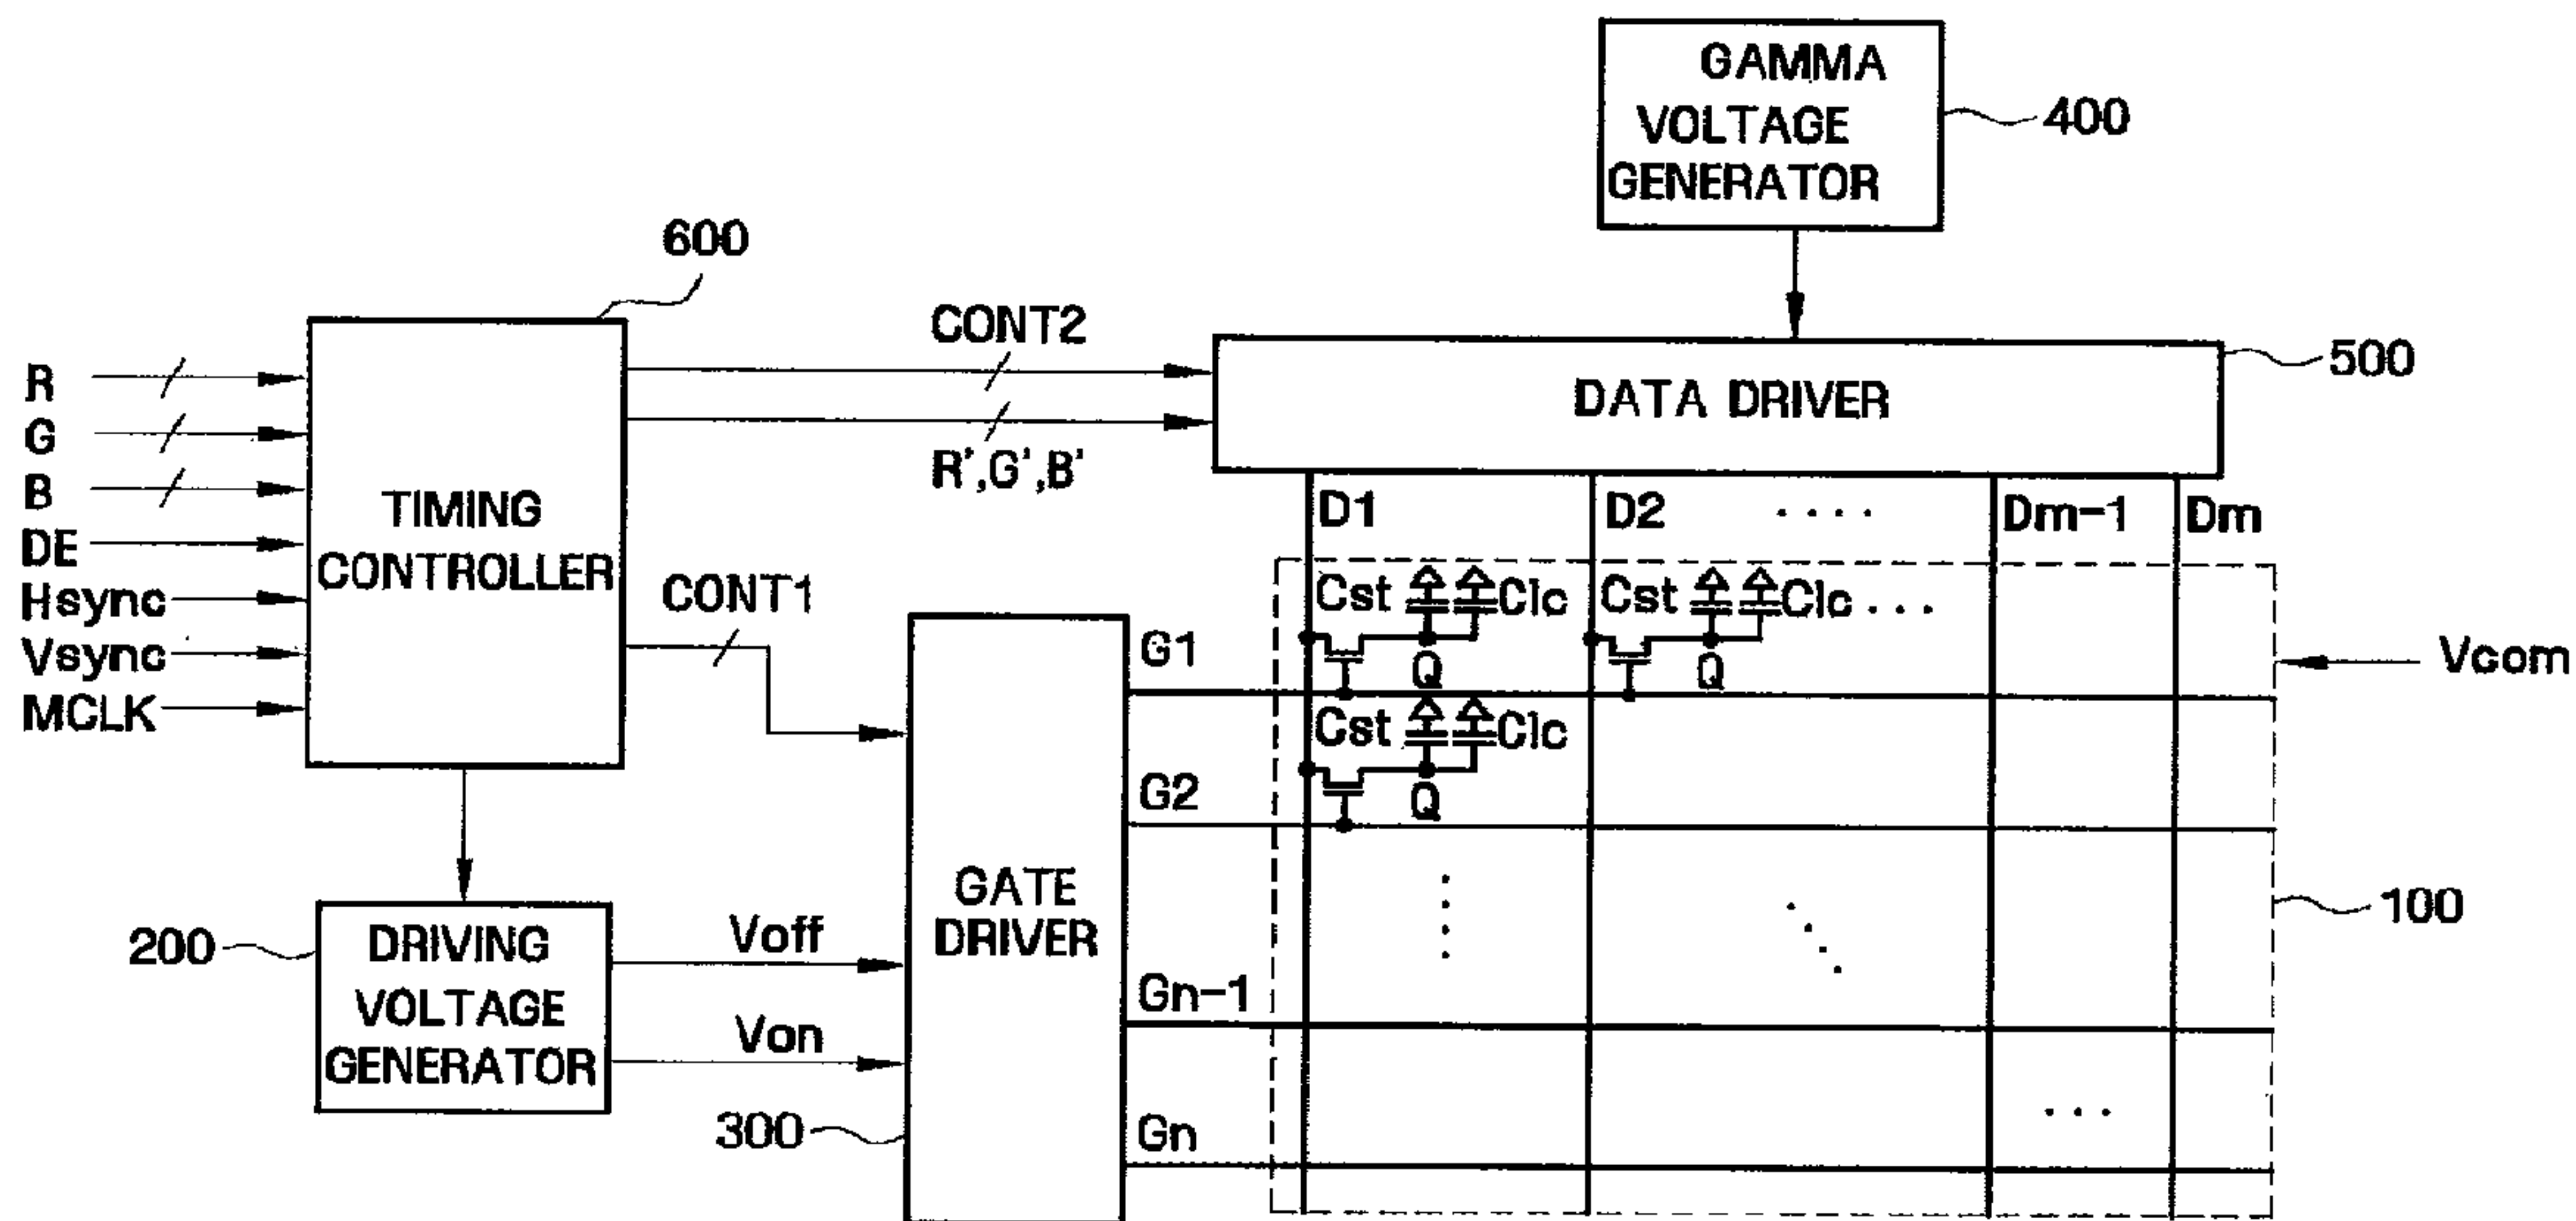 GAMMA
VOLTAGE
GENERATOR
400
600
CONT2
R
G
B
DE
Hsync
Vsync
MCLK
TIMING
CONTROLLER
R',G',B'
DATA DRIVER
500
D1
D2
....
Dm-1
Dm
CONT1
Cst
Clc
Cst
Clc
...
G1
Q
Q
Vcom
Cst
Clc
G2
Q
200
DRIVING
VOLTAGE
GENERATOR
Voff
Von
GATE
DRIVER
100
Gn-1
300
Gn
...